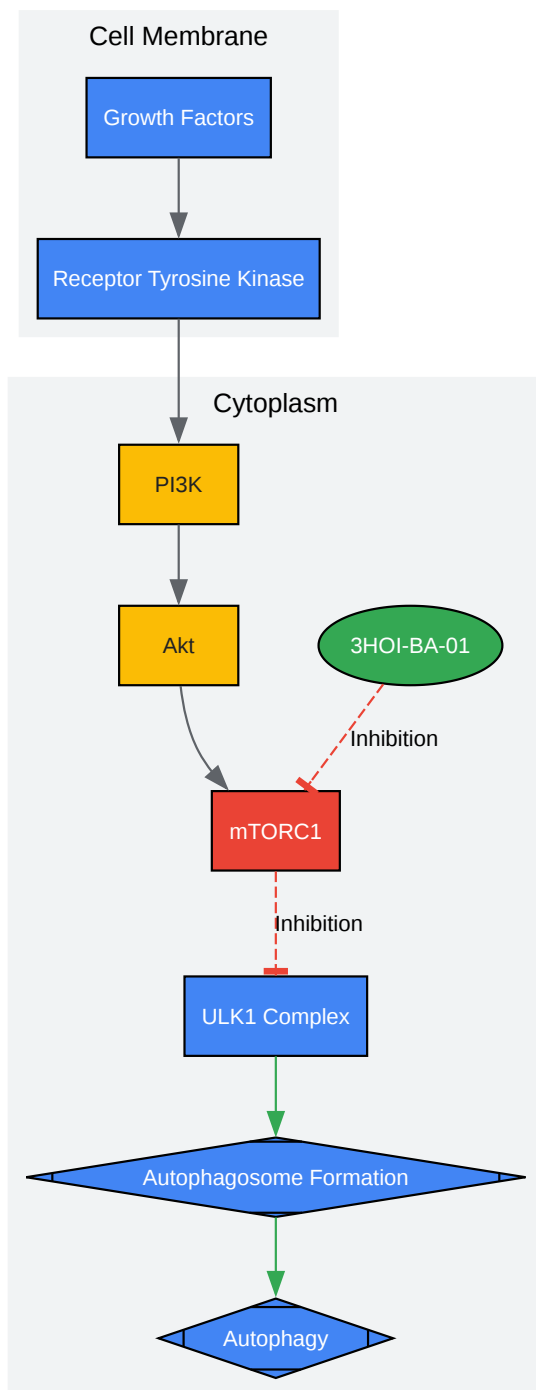 Cell Membrane
Growth Factors
Receptor Tyrosine Kinase
Cytoplasm
PI3K
Akt
3HOI-BA-01
Inhibition
mTORC1
Inhibition
ULK1 Complex
Autophagosome Formation
Autophagy